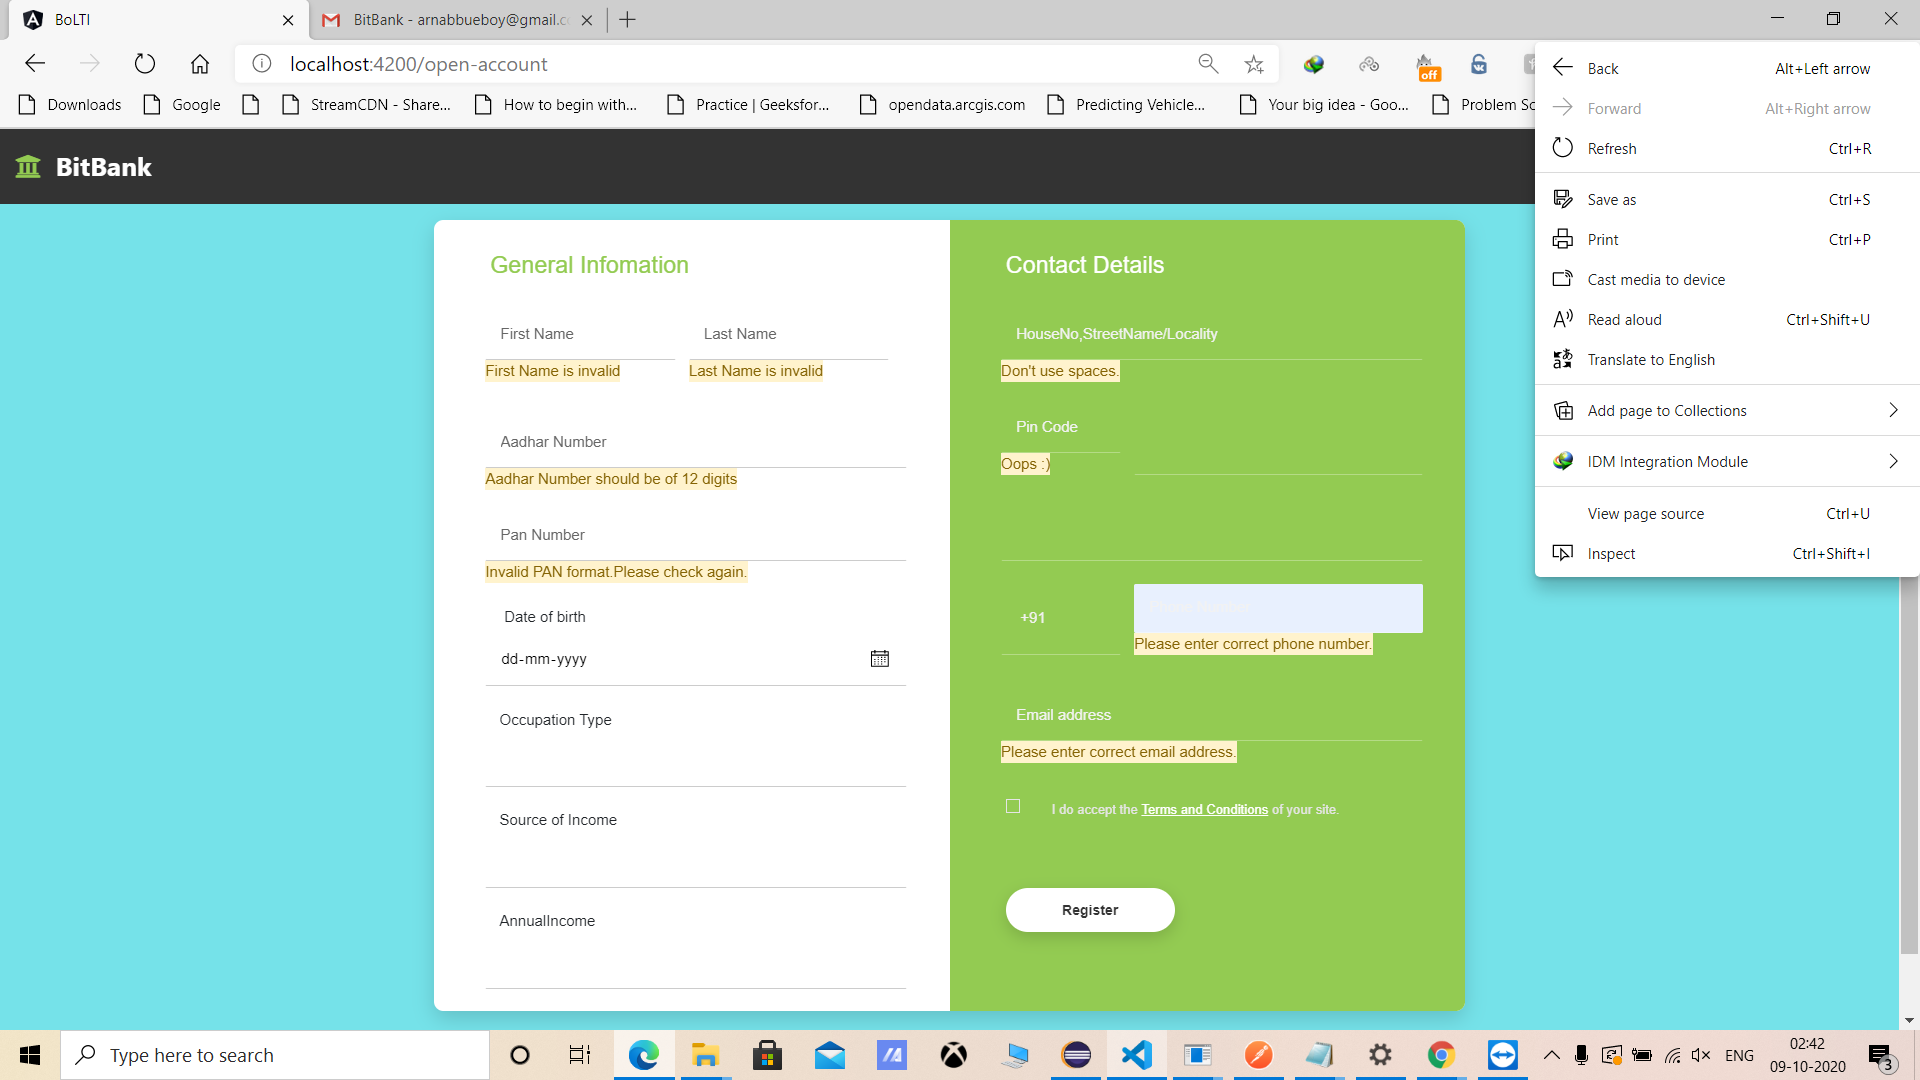 BoLTI
BitBank - arnabbueboy@gmail.co
localhost:4200/open-account
off
Downloads
Google
StreamCDN - Share...
How to begin with...
Practice | Geeksfor...
opendata.arcgis.com
Predicting Vehicle...
Your big idea - Goo...
Problem So
BitBank
General Infomation
First Name
Last Name
First Name is invalid
Last Name is invalid
Aadhar Number
Aadhar Number should be of 12 digits
Pan Number
Invalid PAN format.Please check again.
Date of birth
dd-mm-yyyy
Occupation Type
Source of Income
AnnualIncome
Contact Details
HouseNo,StreetName/Locality
Don't use spaces.
Pin Code
Oops :)
+91
Phone Number
Please enter correct phone number.
Email address
Please enter correct email address.
I do accept the Terms and Conditions of your site.
Register
Back Alt+Left arrow
Forward Alt+Right arrow
Refresh Ctrl+R
Save as Ctrl+S
Print Ctrl+P
Cast media to device
Read aloud Ctrl+Shift+U
Translate to English
Add page to Collections
IDM Integration Module
View page source Ctrl+U
Inspect Ctrl+Shift+I
Type here to search
ENG
02:42
09-10-2020
3